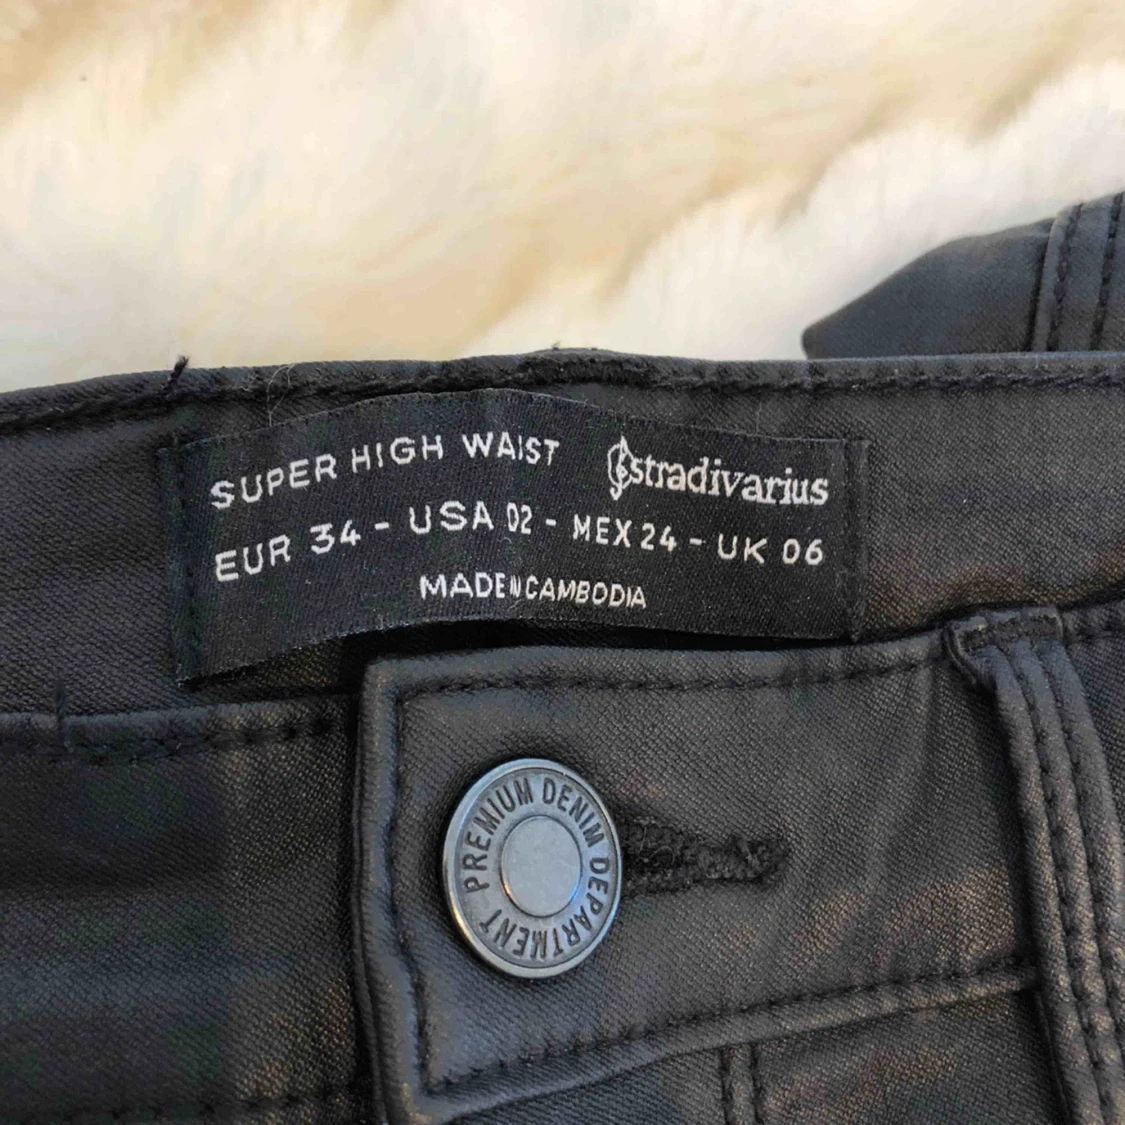 SUPER HIGH WAIST stradivarius
EUR 34 - USA 02 - MEX 24 - UK 06
MADE IN CAMBODIA
PREMIUM DENIM DEPARTMENT